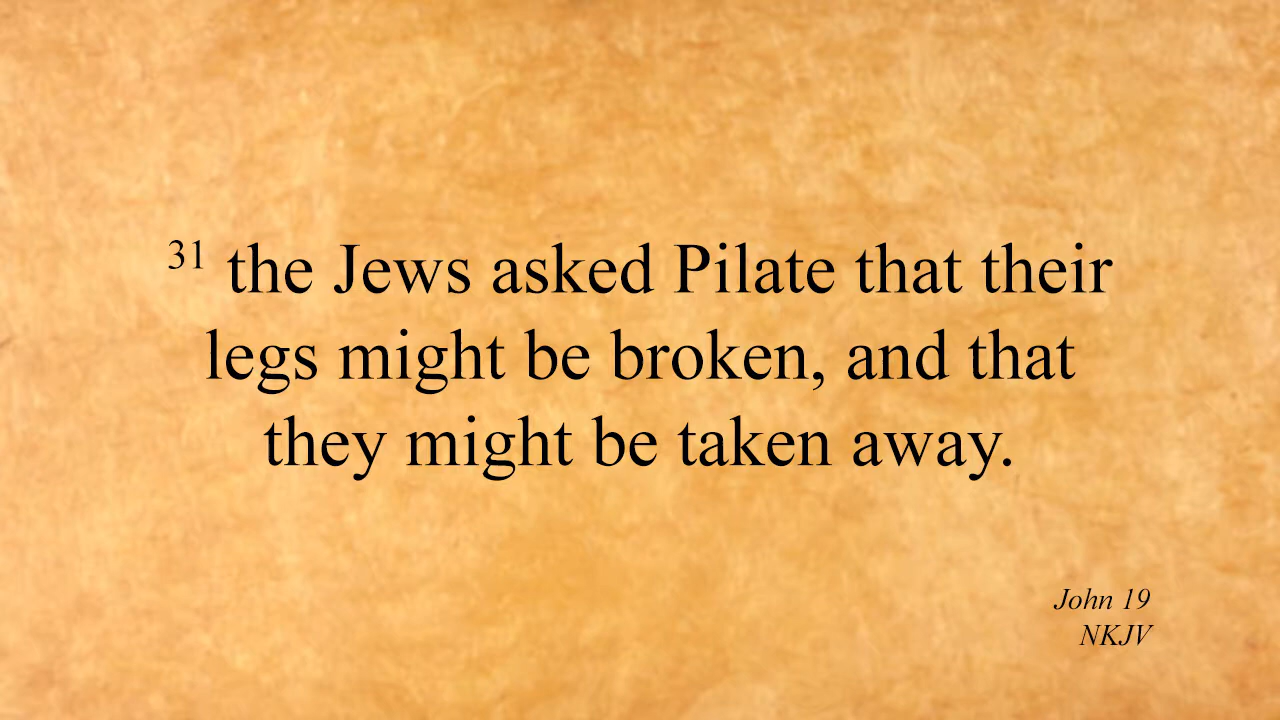 31 the Jews asked Pilate that their
legs might be broken, and that
they might be taken away.
John 19
NKJV